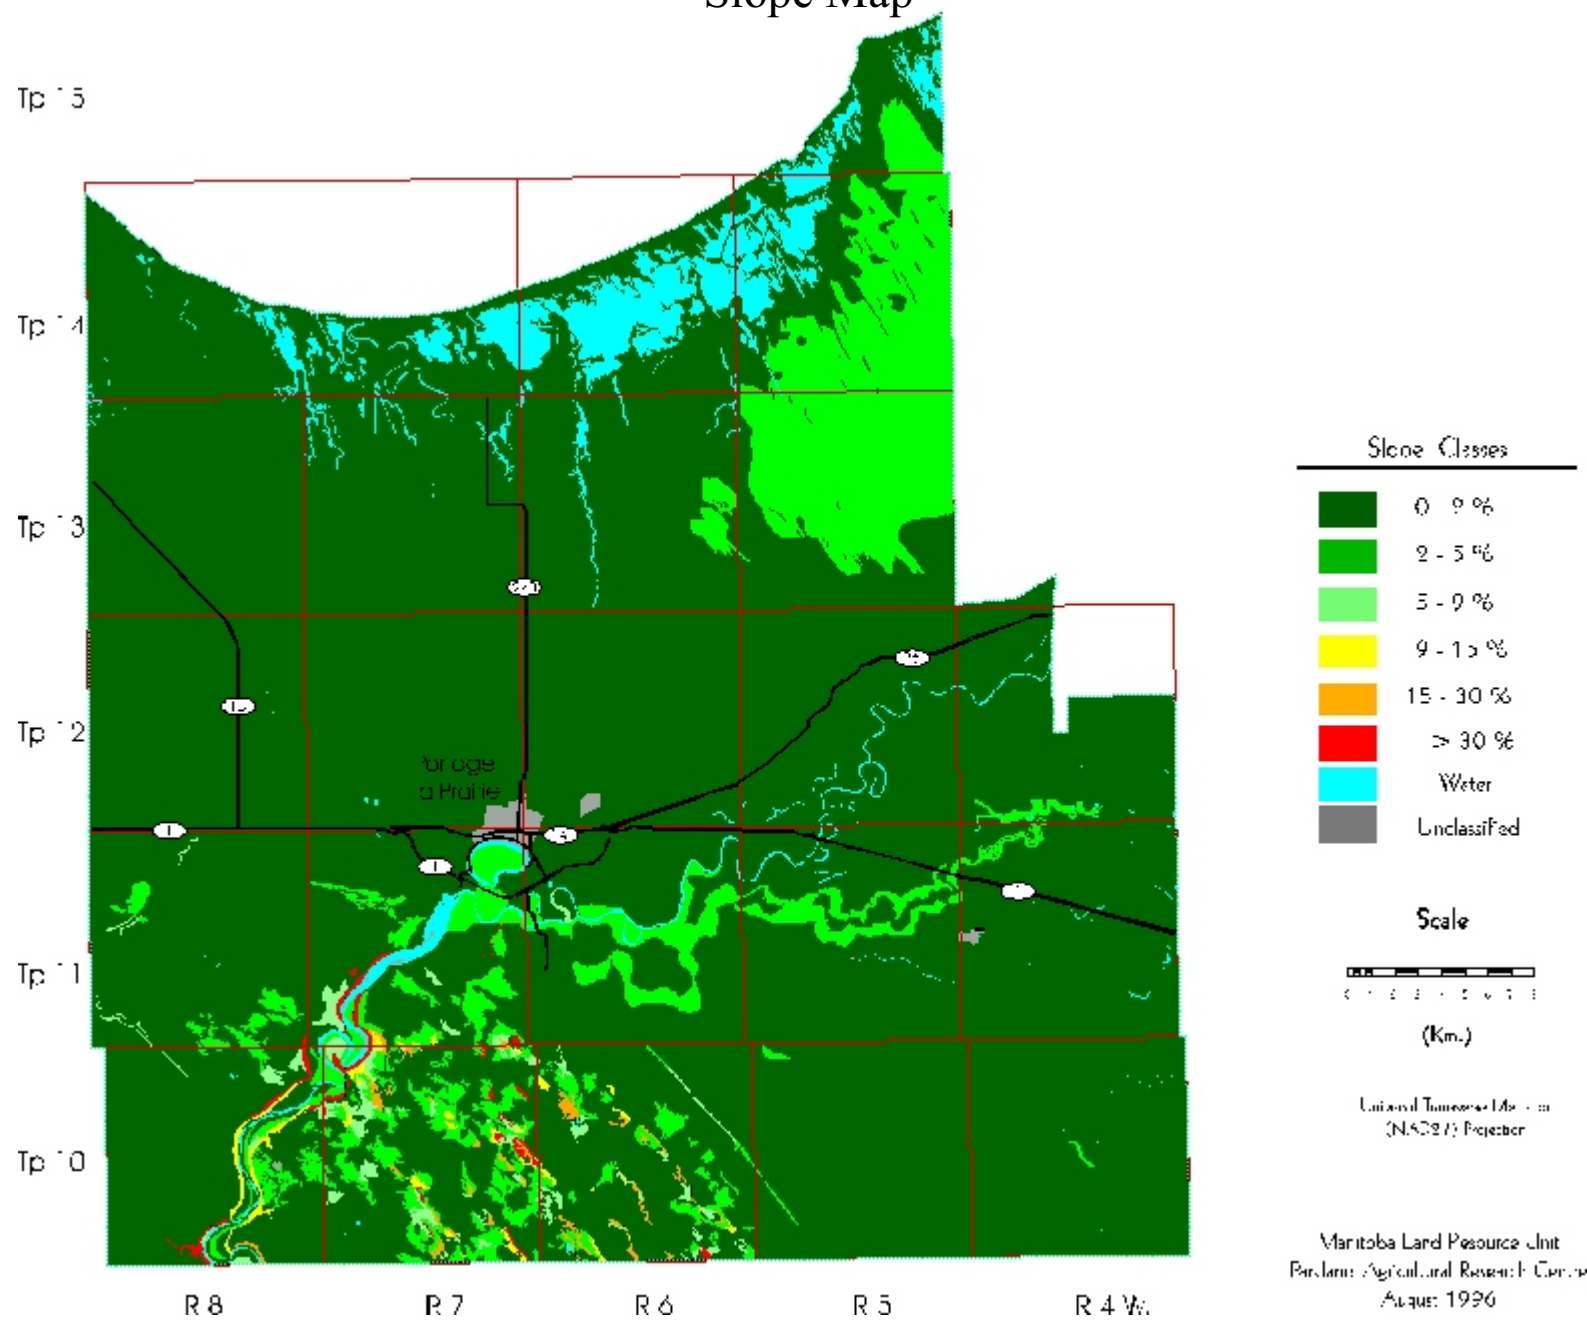 Slope Map
Tp 15
Tp 14
Tp 13
Tp 12
Tp 11
Tp 10
Portage
la Prairie
1
1
R 8
R 7
R 6
R 5
R 4 W.
Slope Classes
0 - 2 %
2 - 5 %
5 - 9 %
9 - 15 %
15 - 30 %
> 30 %
Water
Unclassified
Scale
(Km.)
Universal Transverse Mercator
(NAD27) Projection
Manitoba Land Resource Unit
Agricultural Research Centre
August 1996